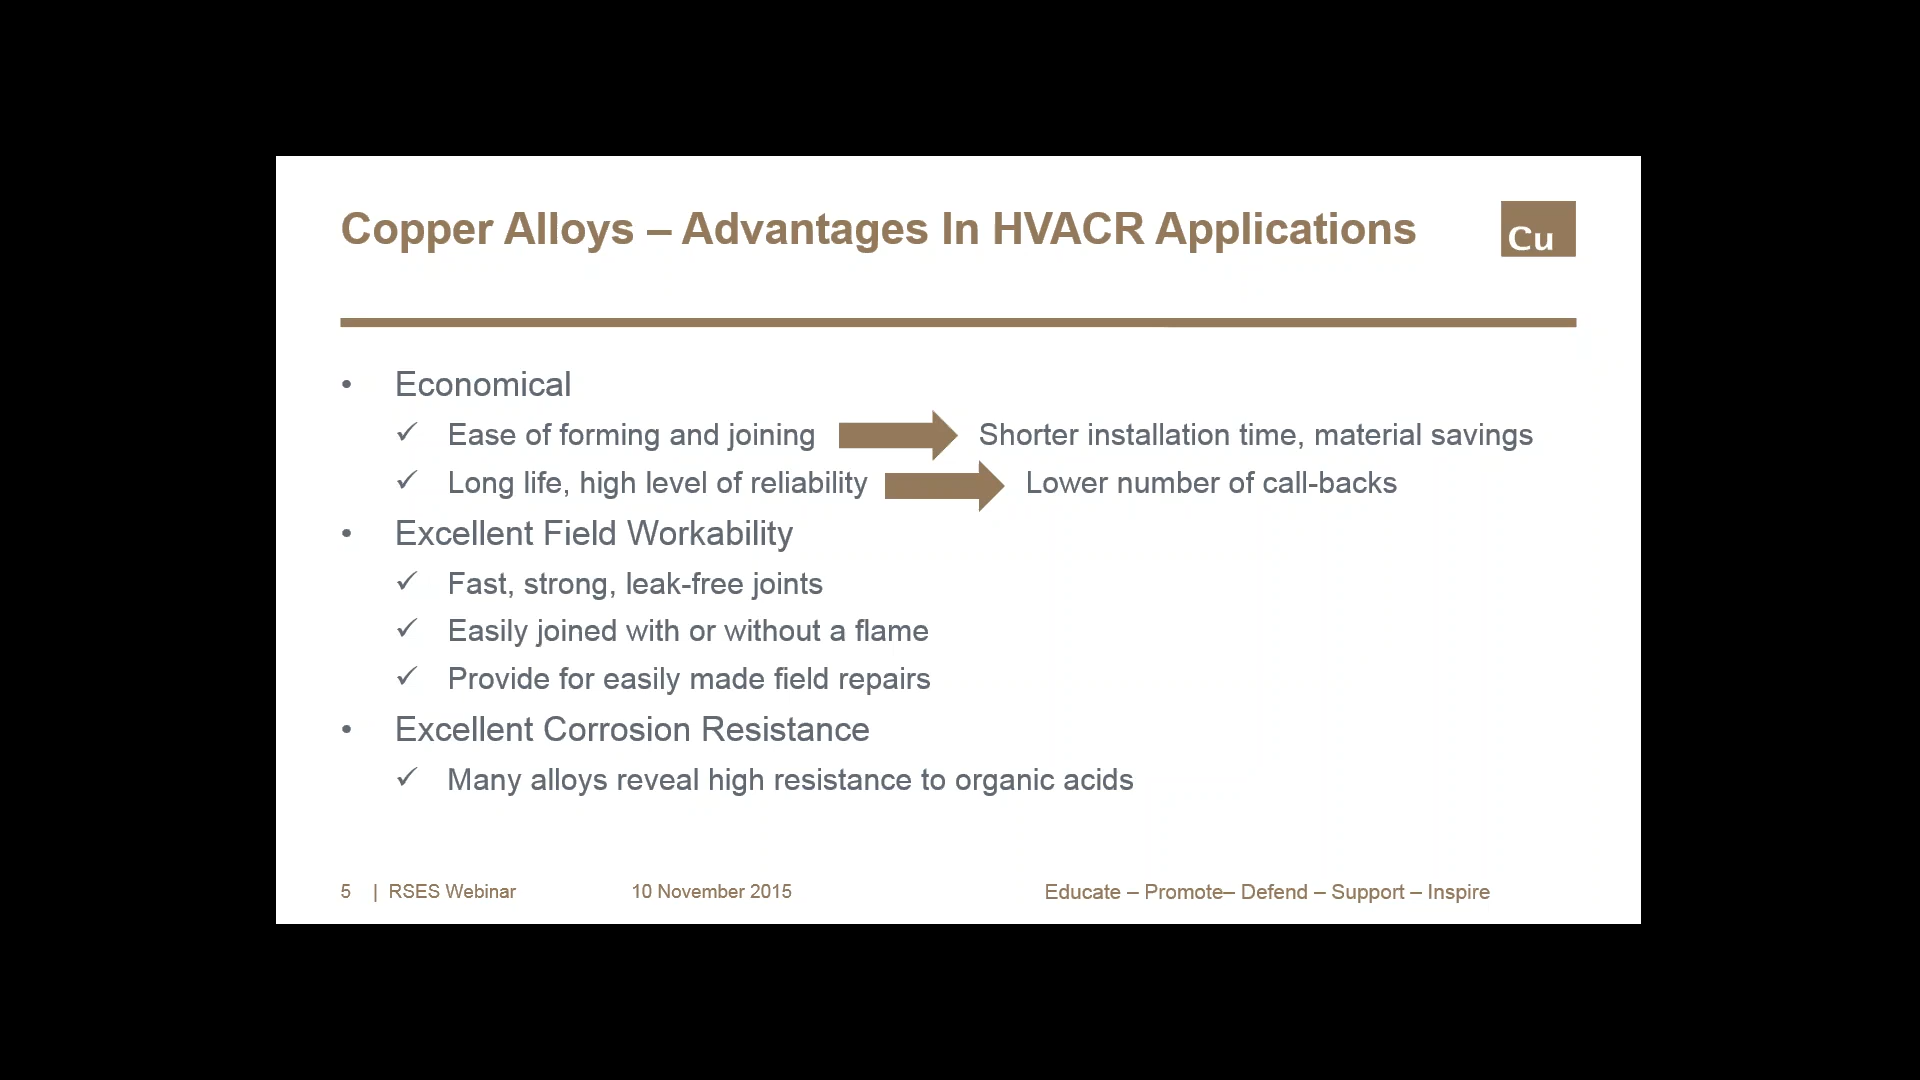 Copper Alloys – Advantages In HVACR Applications
Cu
• Economical
✓ Ease of forming and joining Shorter installation time, material savings
✓ Long life, high level of reliability Lower number of call-backs
• Excellent Field Workability
✓ Fast, strong, leak-free joints
✓ Easily joined with or without a flame
✓ Provide for easily made field repairs
• Excellent Corrosion Resistance
✓ Many alloys reveal high resistance to organic acids
5 | RSES Webinar 10 November 2015 Educate – Promote– Defend – Support – Inspire